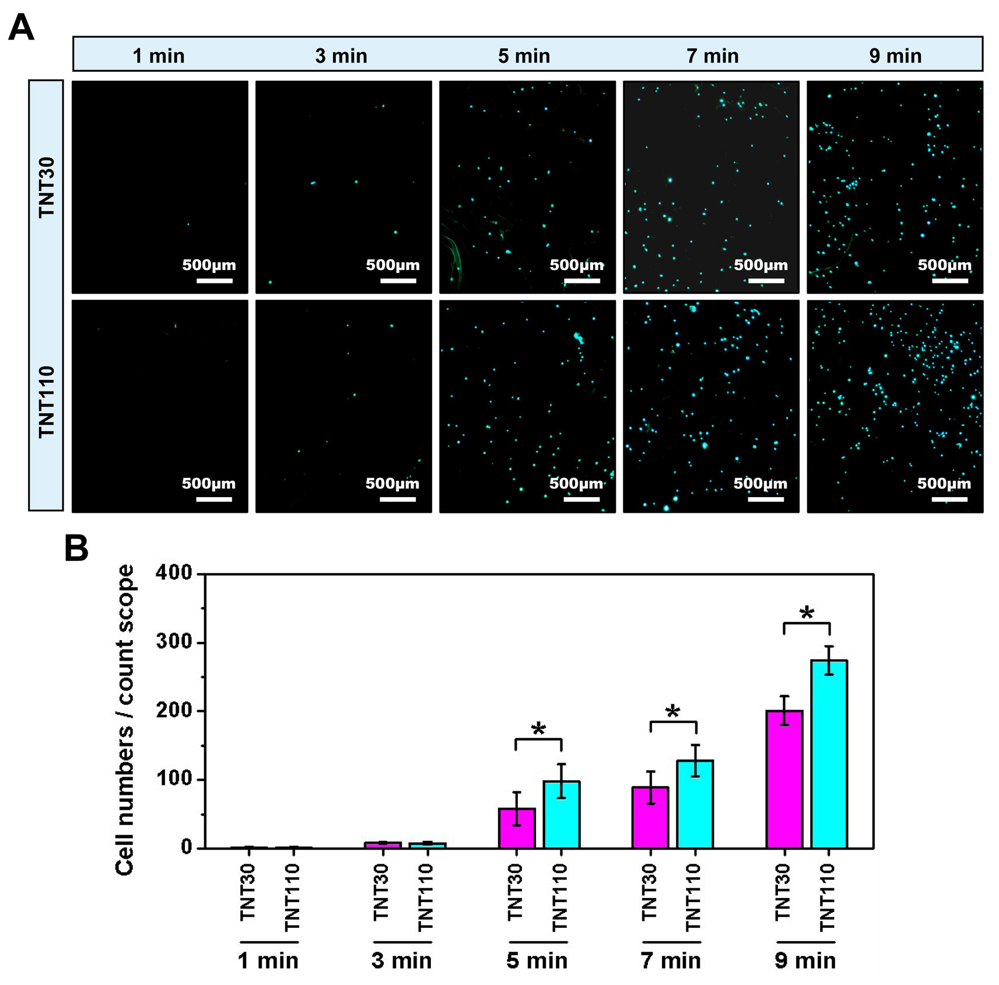 A
1 min 3 min 5 min 7 min 9 min
TNT30
500µm 500µm 500µm 500µm 500µm
TNT110
500µm 500µm 500µm 500µm 500µm
B
Cell numbers / count scope
400
300
200
100
0
*
*
*
TNT30 TNT110 TNT30 TNT110 TNT30 TNT110 TNT30 TNT110 TNT30 TNT110
1 min 3 min 5 min 7 min 9 min